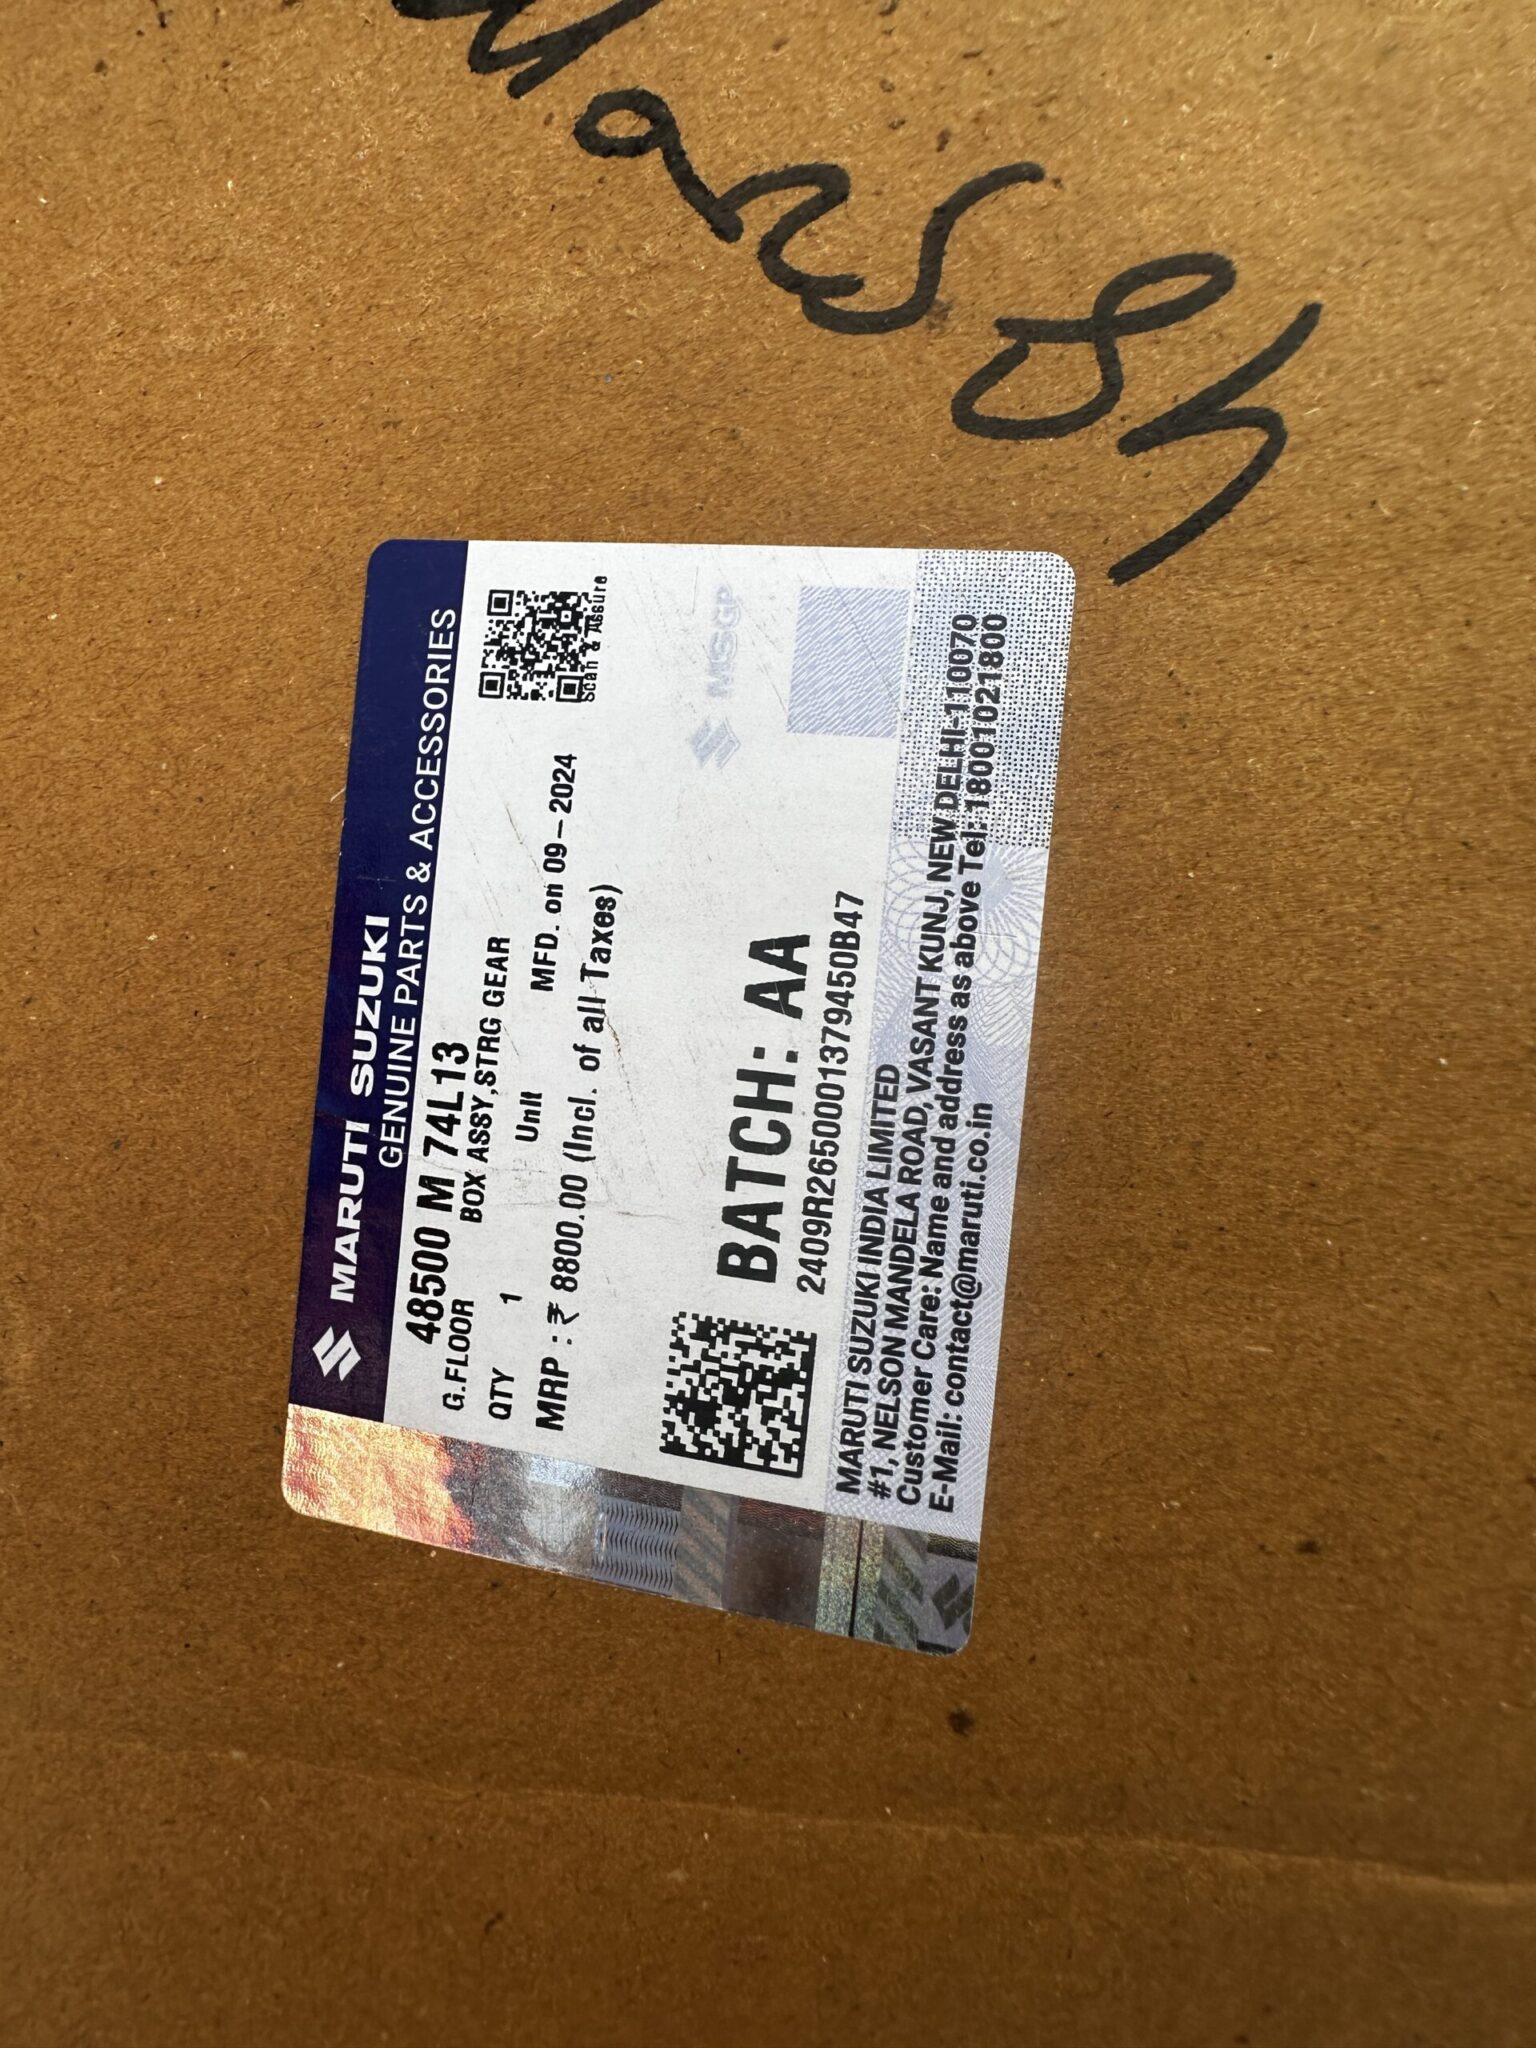 MARUTI SUZUKI
GENUINE PARTS & ACCESSORIES
48500 M 74L13
G.FLOOR BOX ASSY,STRG GEAR
QTY 1 Unit MFD. on 09-2024
MRP : ₹ 8800.00 (Incl. of all Taxes)
Scan & Assure
MSGP
BATCH: AA
2409R2650000137945​0B47
MARUTI SUZUKI INDIA LIMITED
#1, NELSON MANDELA ROAD, VASANT KUNJ, NEW DELHI-110070
Customer Care: Name and address as above Tel: 18001021800
E-Mail: contact@maruti.co.in